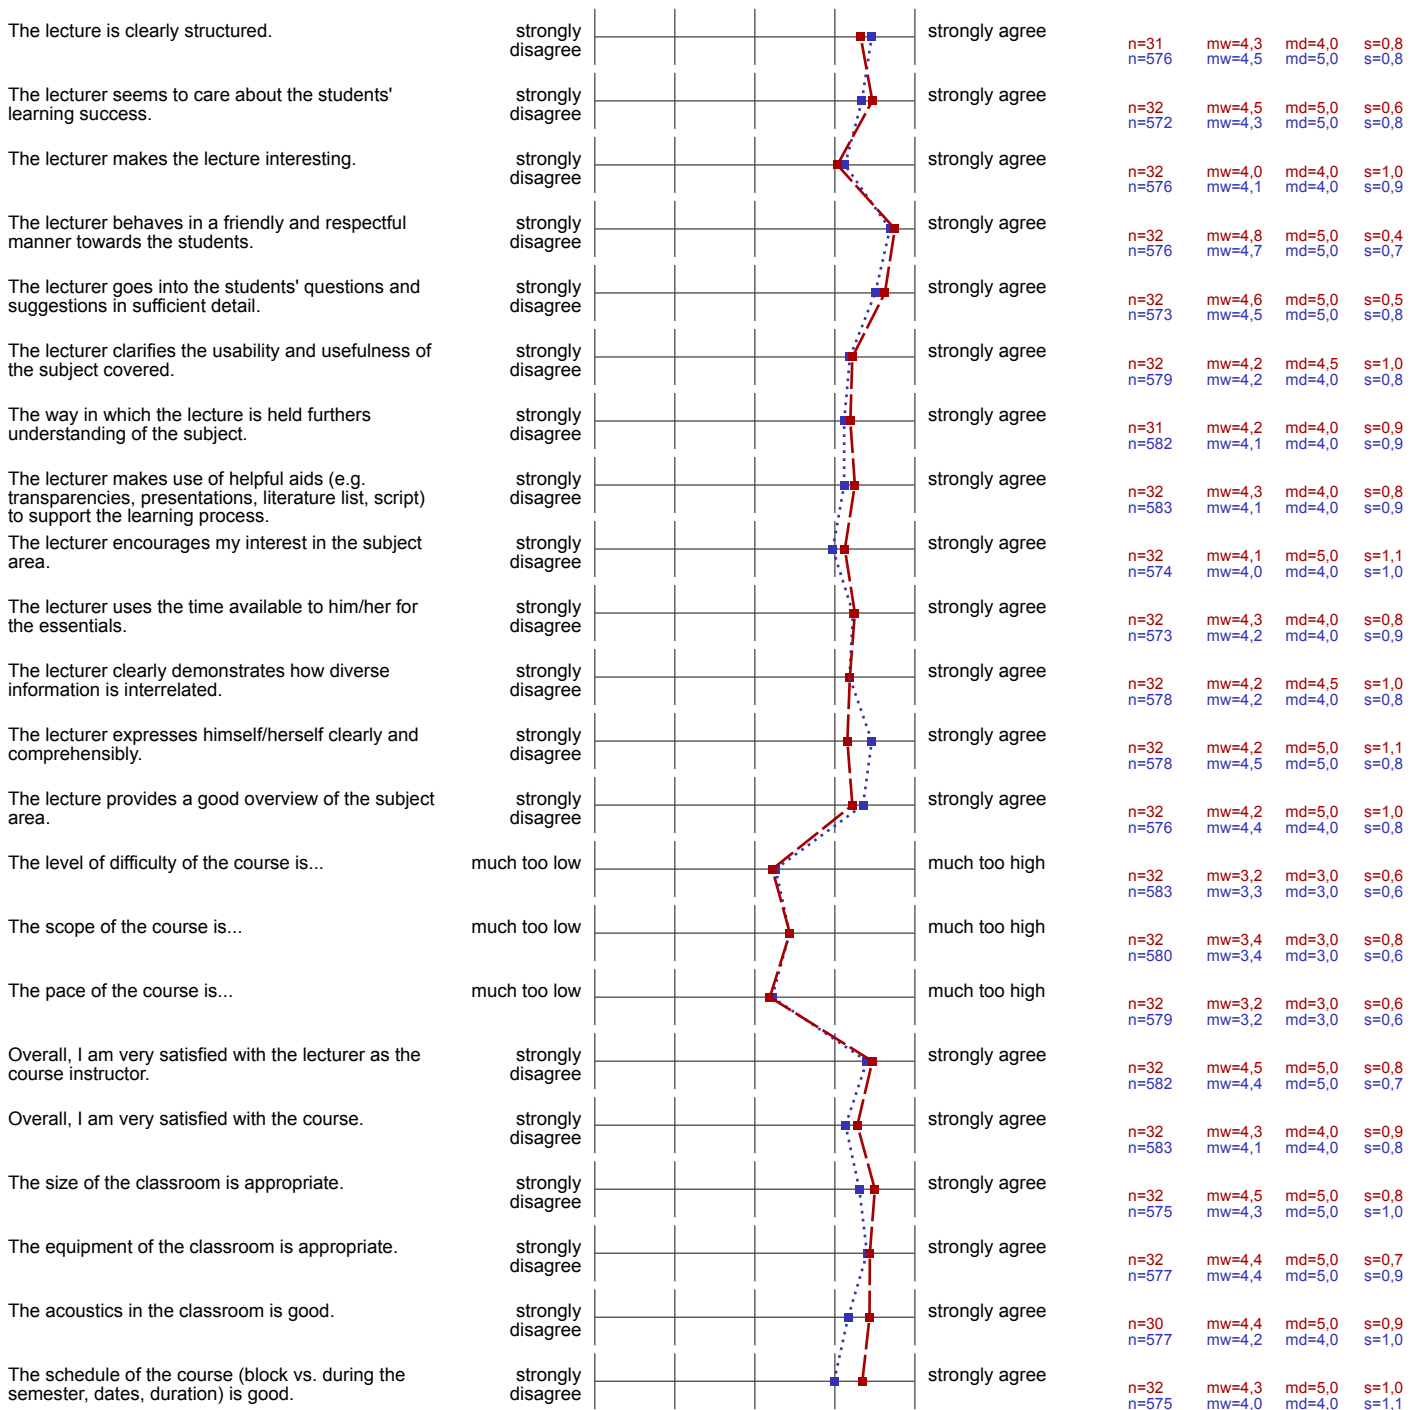 The lecture is clearly structured.
strongly
disagree
strongly agree
n=31 mw=4,3 md=4,0 s=0,8
n=576 mw=4,5 md=5,0 s=0,8
The lecturer seems to care about the students'
learning success.
strongly
disagree
strongly agree
n=32 mw=4,5 md=5,0 s=0,6
n=572 mw=4,3 md=5,0 s=0,8
The lecturer makes the lecture interesting.
strongly
disagree
strongly agree
n=32 mw=4,0 md=4,0 s=1,0
n=576 mw=4,1 md=4,0 s=0,9
The lecturer behaves in a friendly and respectful
manner towards the students.
strongly
disagree
strongly agree
n=32 mw=4,8 md=5,0 s=0,4
n=576 mw=4,7 md=5,0 s=0,7
The lecturer goes into the students' questions and
suggestions in sufficient detail.
strongly
disagree
strongly agree
n=32 mw=4,6 md=5,0 s=0,5
n=573 mw=4,5 md=5,0 s=0,8
The lecturer clarifies the usability and usefulness of
the subject covered.
strongly
disagree
strongly agree
n=32 mw=4,2 md=4,5 s=1,0
n=579 mw=4,2 md=4,0 s=0,8
The way in which the lecture is held furthers
understanding of the subject.
strongly
disagree
strongly agree
n=31 mw=4,2 md=4,0 s=0,9
n=582 mw=4,1 md=4,0 s=0,9
The lecturer makes use of helpful aids (e.g.
transparencies, presentations, literature list, script)
to support the learning process.
strongly
disagree
strongly agree
n=32 mw=4,3 md=4,0 s=0,8
n=583 mw=4,1 md=4,0 s=0,9
The lecturer encourages my interest in the subject
area.
strongly
disagree
strongly agree
n=32 mw=4,1 md=5,0 s=1,1
n=574 mw=4,0 md=4,0 s=1,0
The lecturer uses the time available to him/her for
the essentials.
strongly
disagree
strongly agree
n=32 mw=4,3 md=4,0 s=0,8
n=573 mw=4,2 md=4,0 s=0,9
The lecturer clearly demonstrates how diverse
information is interrelated.
strongly
disagree
strongly agree
n=32 mw=4,2 md=4,5 s=1,0
n=578 mw=4,2 md=4,0 s=0,8
The lecturer expresses himself/herself clearly and
comprehensibly.
strongly
disagree
strongly agree
n=32 mw=4,2 md=5,0 s=1,1
n=578 mw=4,5 md=5,0 s=0,8
The lecture provides a good overview of the subject
area.
strongly
disagree
strongly agree
n=32 mw=4,2 md=5,0 s=1,0
n=576 mw=4,4 md=4,0 s=0,8
The level of difficulty of the course is...
much too low
much too high
n=32 mw=3,2 md=3,0 s=0,6
n=583 mw=3,3 md=3,0 s=0,6
The scope of the course is...
much too low
much too high
n=32 mw=3,4 md=3,0 s=0,8
n=580 mw=3,4 md=3,0 s=0,6
The pace of the course is...
much too low
much too high
n=32 mw=3,2 md=3,0 s=0,6
n=579 mw=3,2 md=3,0 s=0,6
Overall, I am very satisfied with the lecturer as the
course instructor.
strongly
disagree
strongly agree
n=32 mw=4,5 md=5,0 s=0,8
n=582 mw=4,4 md=5,0 s=0,7
Overall, I am very satisfied with the course.
strongly
disagree
strongly agree
n=32 mw=4,3 md=4,0 s=0,9
n=583 mw=4,1 md=4,0 s=0,8
The size of the classroom is appropriate.
strongly
disagree
strongly agree
n=32 mw=4,5 md=5,0 s=0,8
n=575 mw=4,3 md=5,0 s=1,0
The equipment of the classroom is appropriate.
strongly
disagree
strongly agree
n=32 mw=4,4 md=5,0 s=0,7
n=577 mw=4,4 md=5,0 s=0,9
The acoustics in the classroom is good.
strongly
disagree
strongly agree
n=30 mw=4,4 md=5,0 s=0,9
n=577 mw=4,2 md=4,0 s=1,0
The schedule of the course (block vs. during the
semester, dates, duration) is good.
strongly
disagree
strongly agree
n=32 mw=4,3 md=5,0 s=1,0
n=575 mw=4,0 md=4,0 s=1,1